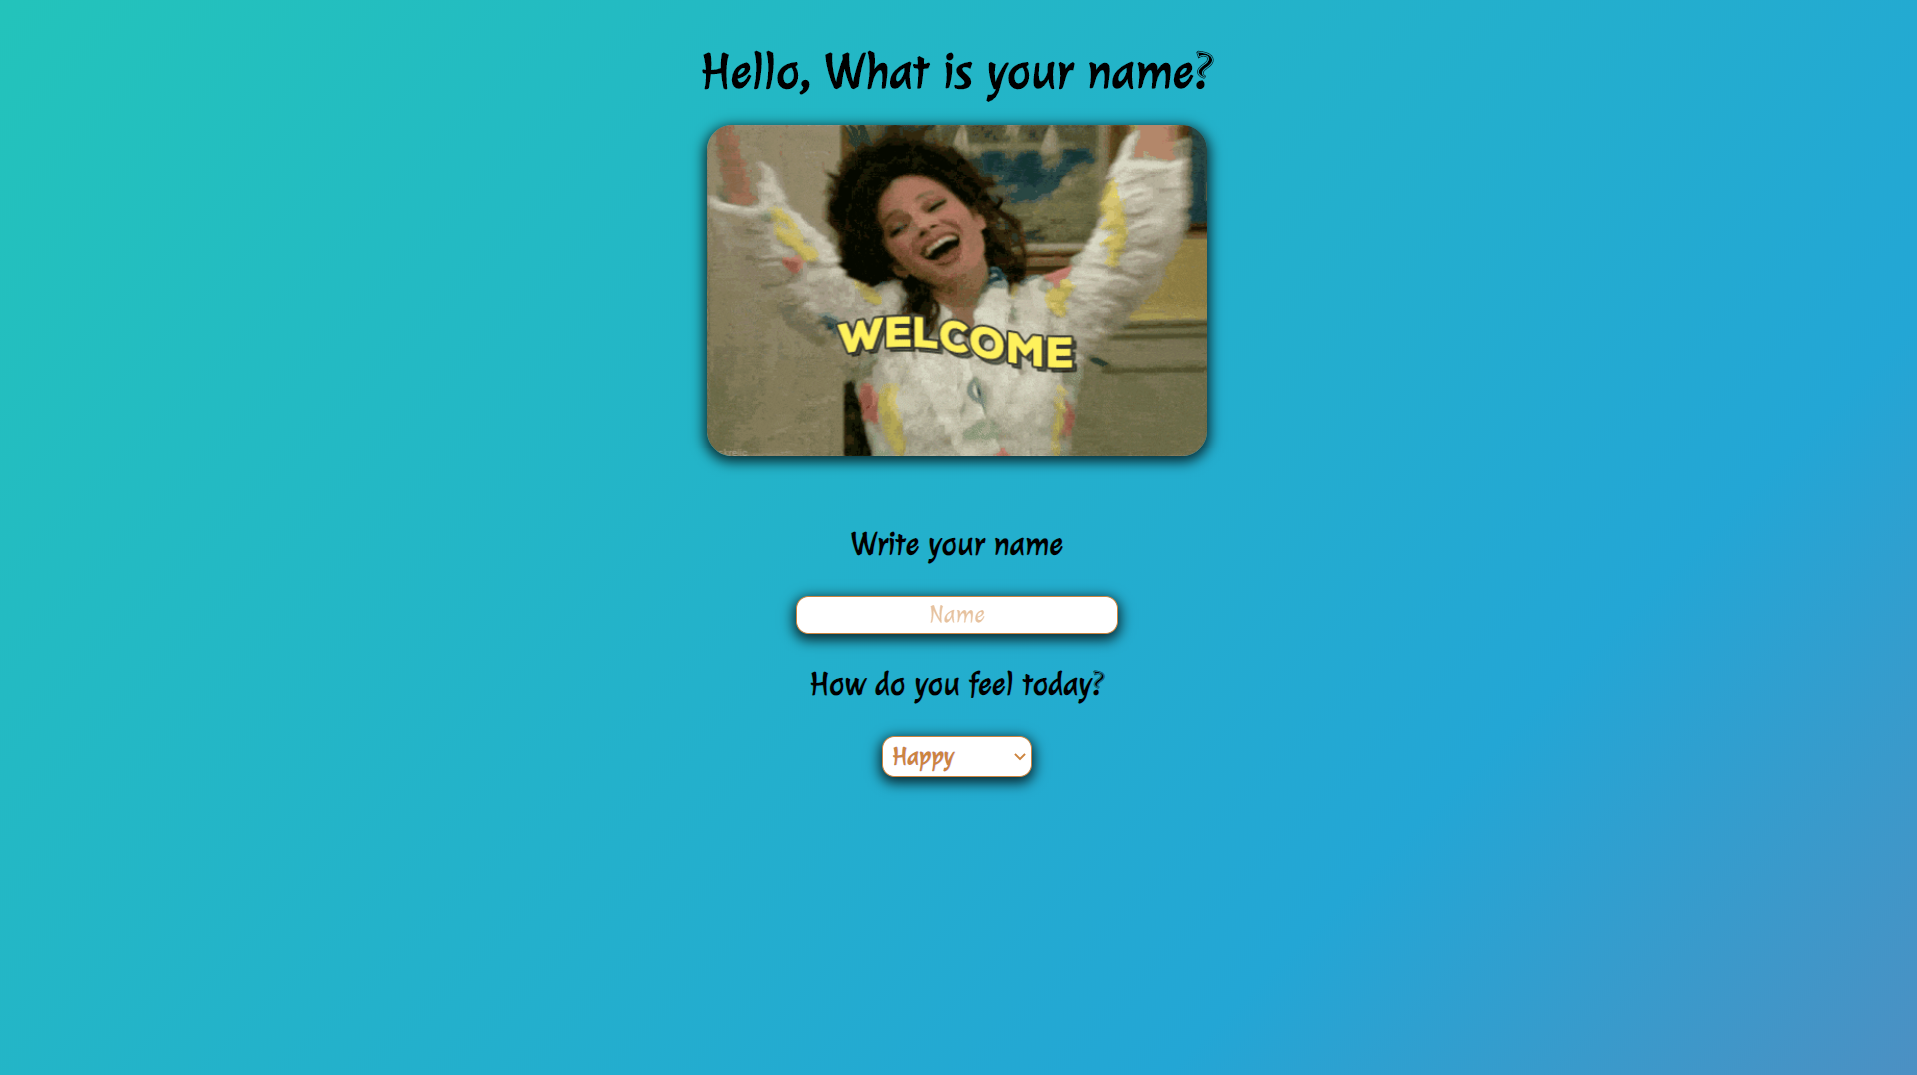 Hello, What is your name?
WELCOME
Write your name
Name
How do you feel today?
Happy